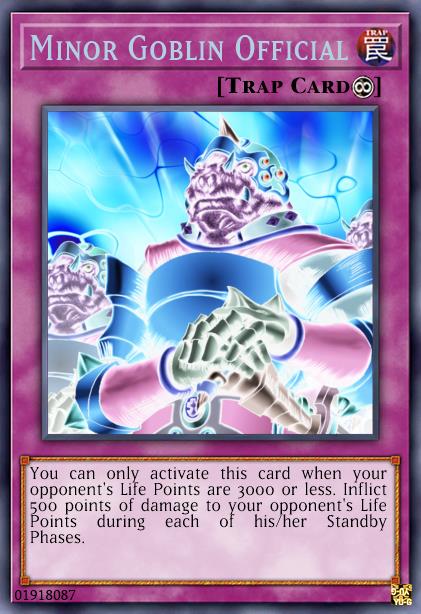 Minor Goblin Official
TRAP
罠
[Trap Card]
You can only activate this card when your
opponent's Life Points are 3000 or less. Inflict
500 points of damage to your opponent's Life
Points during each of his/her Standby
Phases.
01918087